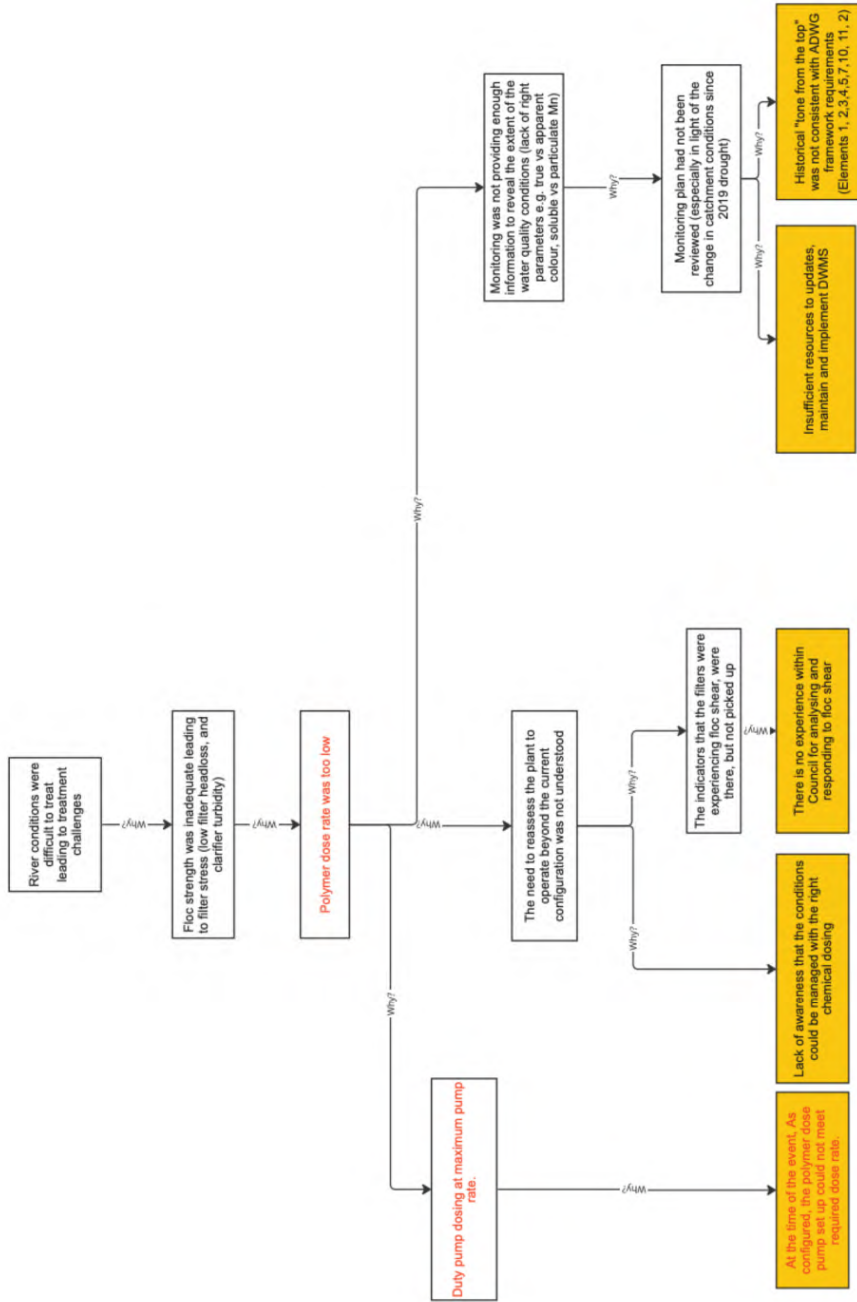 River conditions were
difficult to treat
leading to treatment
challenges
Why?
Floc strength was inadequate leading
to filter stress (low filter headloss, and
clarifier turbidity)
Why?
Polymer dose rate was too low
Why?
Why?
Why?
Duty pump dosing at maximum pump
rate.
Why?
At the time of the event, As
configured, the polymer dose
pump set up could not meet
required dose rate.
The need to reassess the plant to
operate beyond the current
configuration was not understood
Why?
Why?
Lack of awareness that the conditions
could be managed with the right
chemical dosing
The indicators that the filters were
experiencing floc shear, were
there, but not picked up
Why?
There is no experience within
Council for analysing and
responding to floc shear
Monitoring was not providing enough
information to reveal the extent of the
water quality conditions (lack of right
parameters e.g. true vs apparent
colour, soluble vs particulate Mn)
Why?
Monitoring plan had not been
reviewed (especially in light of the
change in catchment conditions since
2019 drought)
Why?
Why?
Insufficient resources to updates,
maintain and implement DWMS
Historical "tone from the top"
was not consistent with ADWG
framework requirements
(Elements 1, 2,3,4,5,7,10, 11, 2)